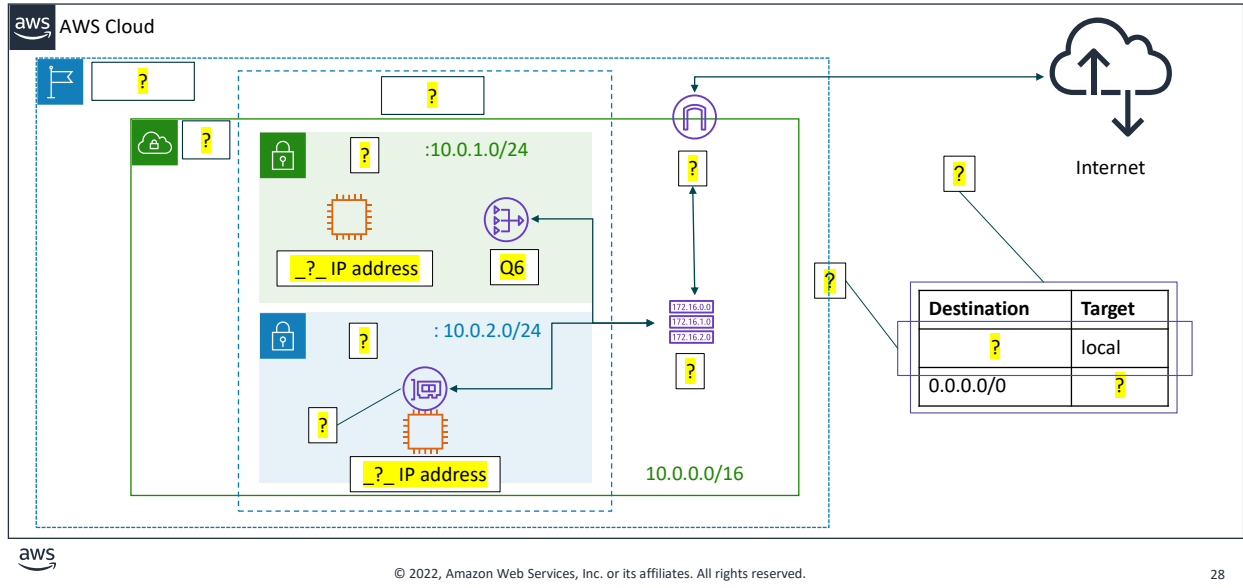 aws
AWS Cloud
?
?
?
?
:10.0.1.0/24
_?_ IP address
Q6
?
: 10.0.2.0/24
?
_?_ IP address
10.0.0.0/16
?
172.16.0.0
172.16.1.0
172.16.2.0
?
Internet
?
?
Destination Target
? local
0.0.0.0/0 ?
aws
© 2022, Amazon Web Services, Inc. or its affiliates. All rights reserved.
28